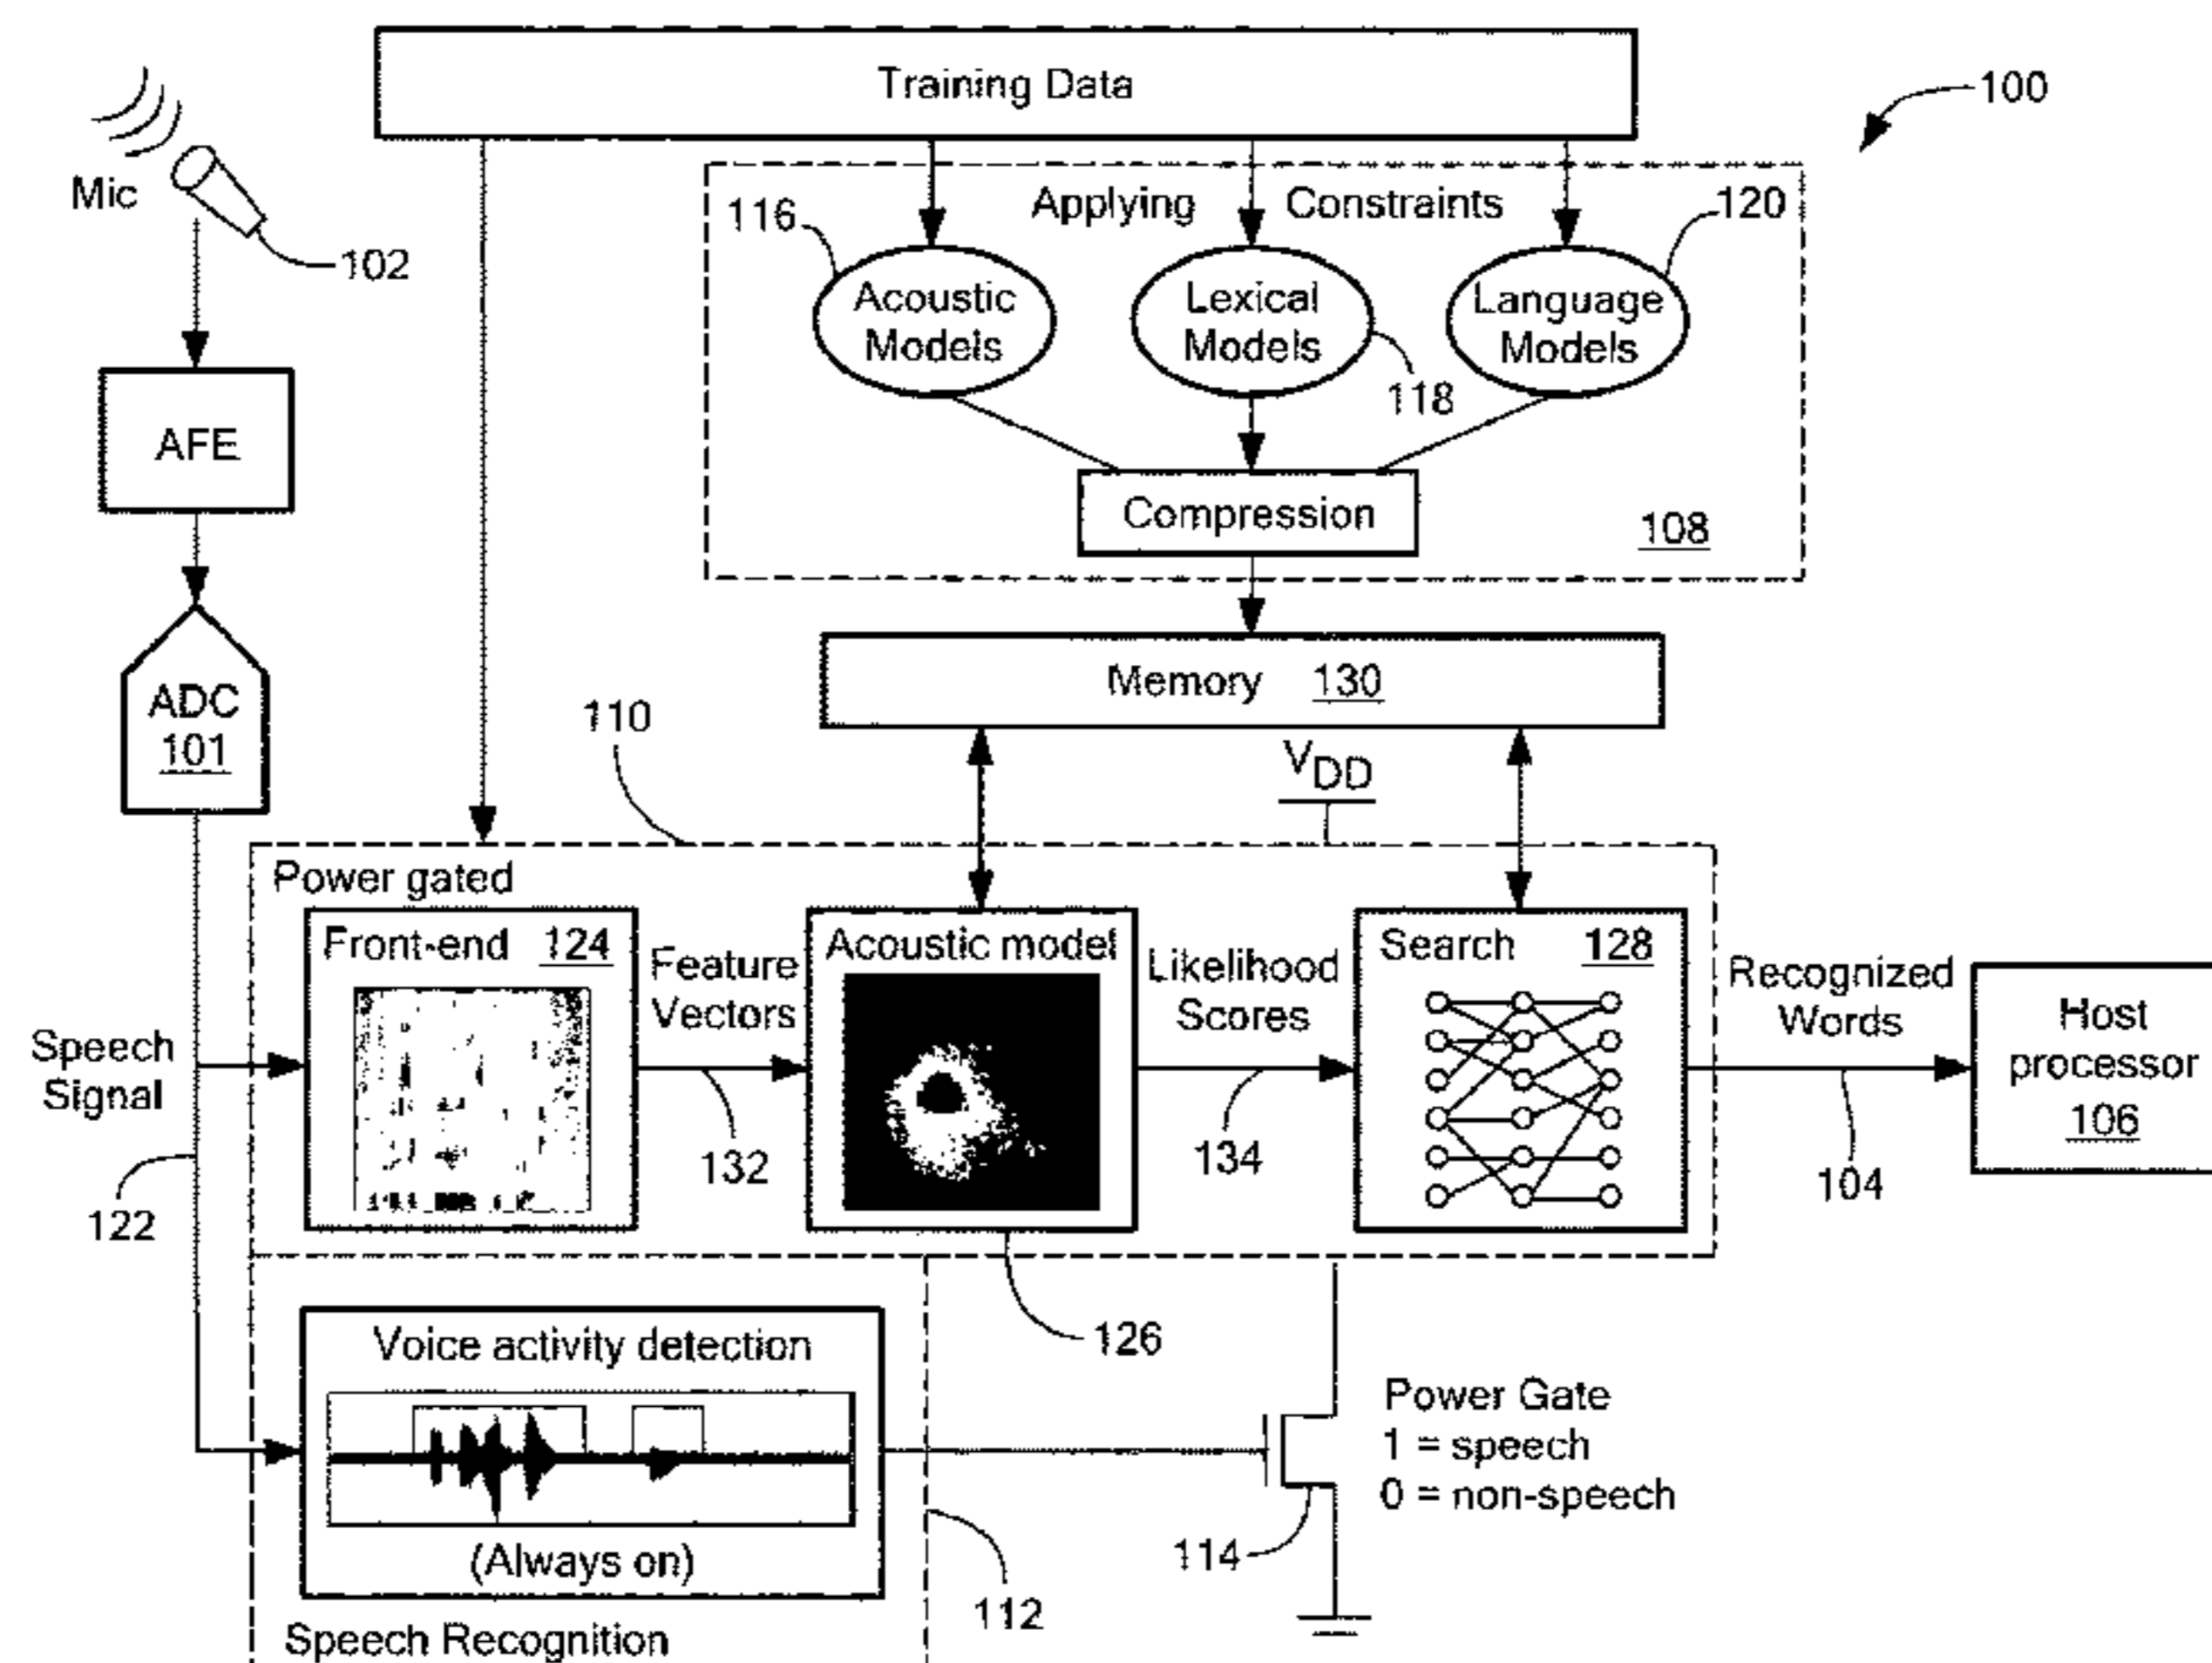 Training Data
100
Mic
102
Applying Constraints
116
120
Acoustic
Models
Lexical
Models
Language
Models
118
AFE
Compression
108
ADC
101
Memory 130
110
VDD
Power gated
Front-end 124
Feature
Vectors
Acoustic model
Likelihood
Scores
Search 128
Recognized
Words
Host
processor
106
Speech
Signal
132
134
104
122
126
Voice activity detection
(Always on)
Power Gate
1 = speech
0 = non-speech
114
112
Speech Recognition